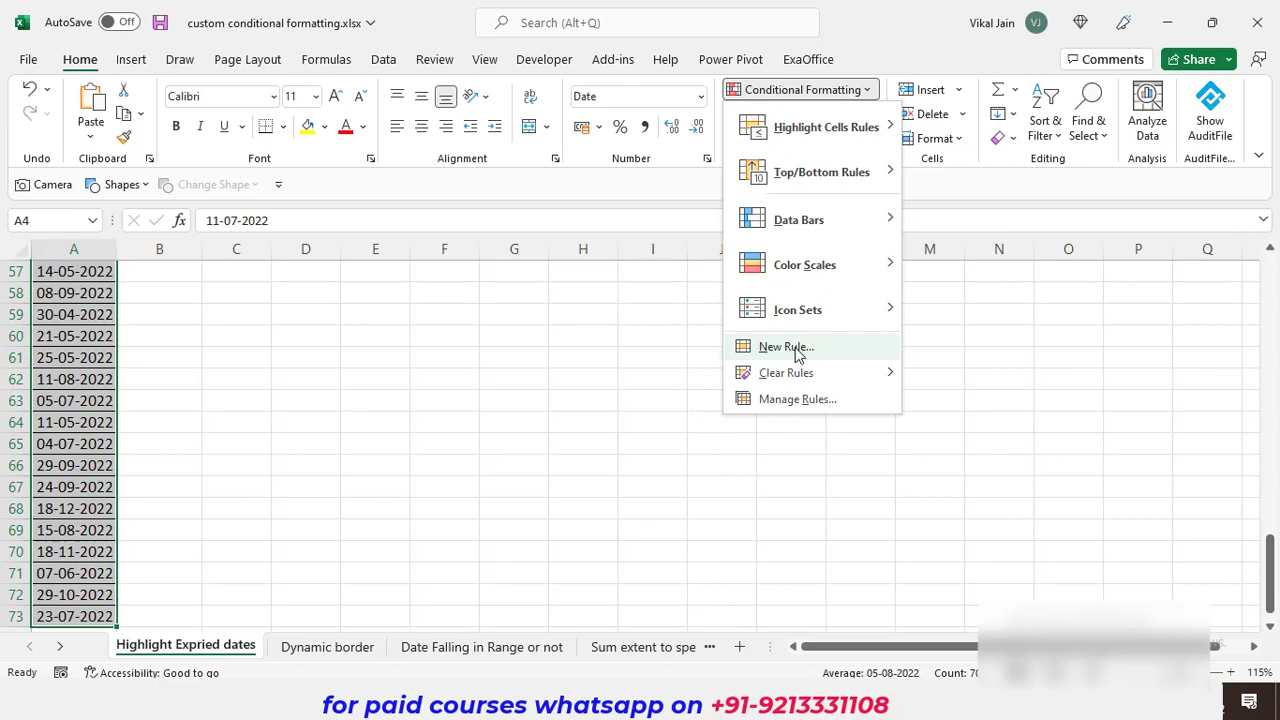 AutoSave Off custom conditional formatting.xlsx Search (Alt+Q) Vikal Jain VJ
File Home Insert Draw Page Layout Formulas Data Review View Developer Add-ins Help Power Pivot ExaOffice Comments Share
Calibri 11 Date Conditional Formatting Insert
Paste B I U A % Delete Format Sort & Filter Find & Select Analyze Data Show AuditFile...
Undo Clipboard Font Alignment Number Cells Editing Analysis AuditFile...
Camera Shapes Change Shape
A4 fx 11-07-2022
Highlight Cells Rules
Top/Bottom Rules
Data Bars
Color Scales
Icon Sets
New Rule...
Clear Rules
Manage Rules...
A B C D E F G H I J M N O P Q
57 14-05-2022
58 08-09-2022
59 30-04-2022
60 21-05-2022
61 25-05-2022
62 11-08-2022
63 05-07-2022
64 11-05-2022
65 04-07-2022
66 29-09-2022
67 24-09-2022
68 18-12-2022
69 15-08-2022
70 18-11-2022
71 07-06-2022
72 29-10-2022
73 23-07-2022
Highlight Expried dates Dynamic border Date Falling in Range or not Sum extent to spe ...
Ready Accessibility: Good to go Average: 05-08-2022 Count: 70 115%
for paid courses whatsapp on +91-9213331108